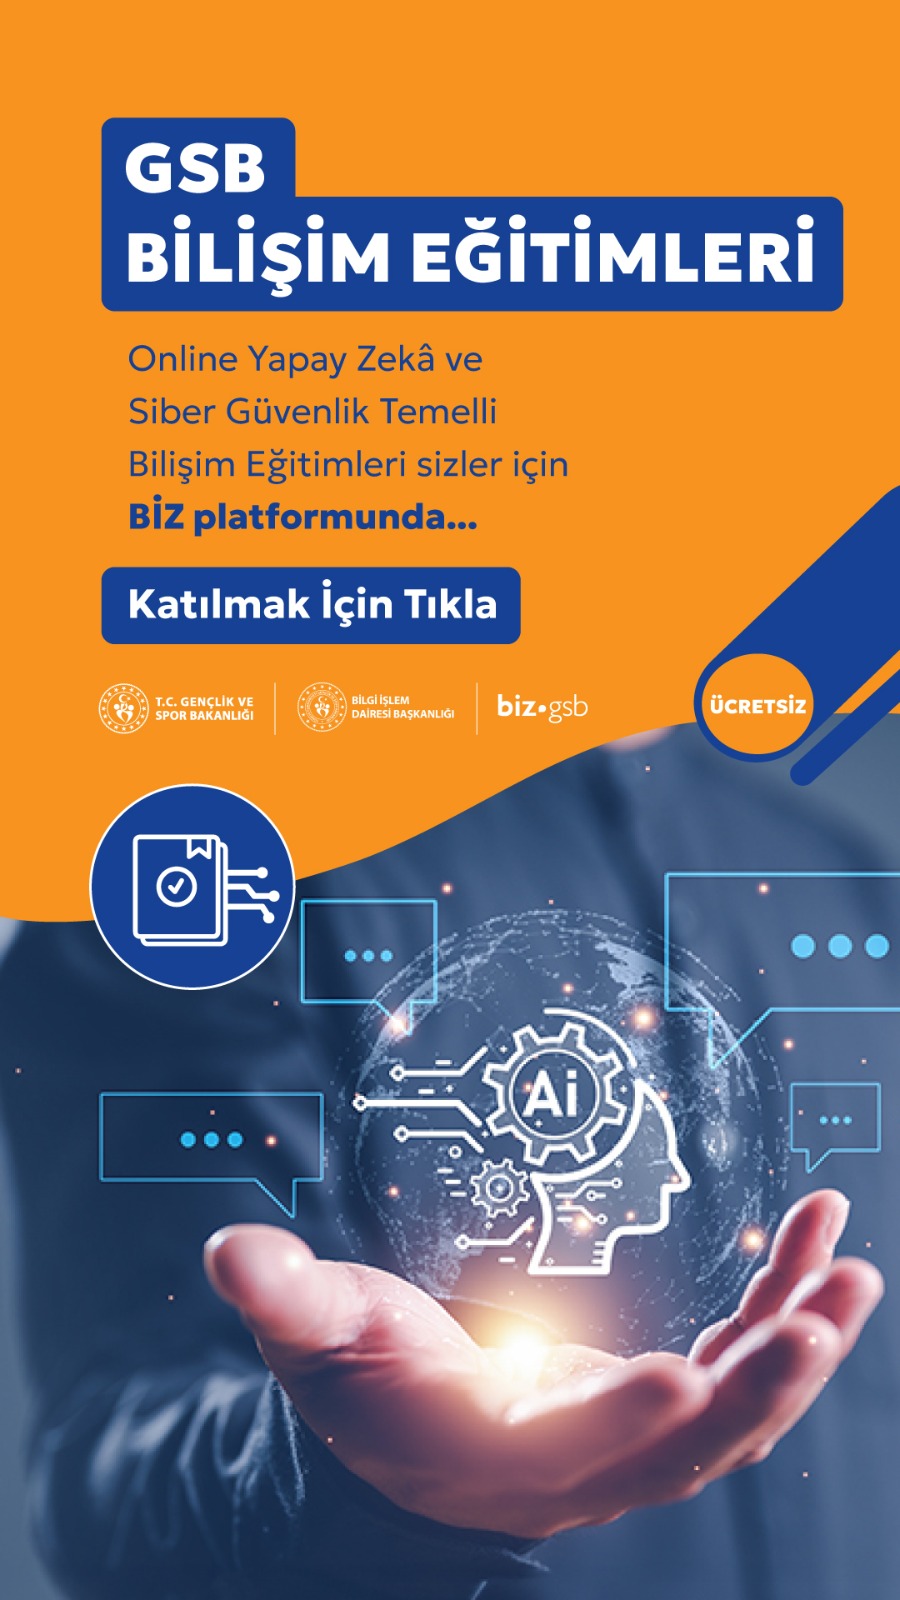 GSB
BİLİŞİM EĞİTİMLERİ
Online Yapay Zekâ ve
Siber Güvenlik Temelli
Bilişim Eğitimleri sizler için
BİZ platformunda...
Katılmak İçin Tıkla
T.C. GENÇLİK VE
SPOR BAKANLIĞI
BİLGİ İŞLEM
DAİRESİ BAŞKANLIĞI
biz•gsb
ÜCRETSİZ
Ai